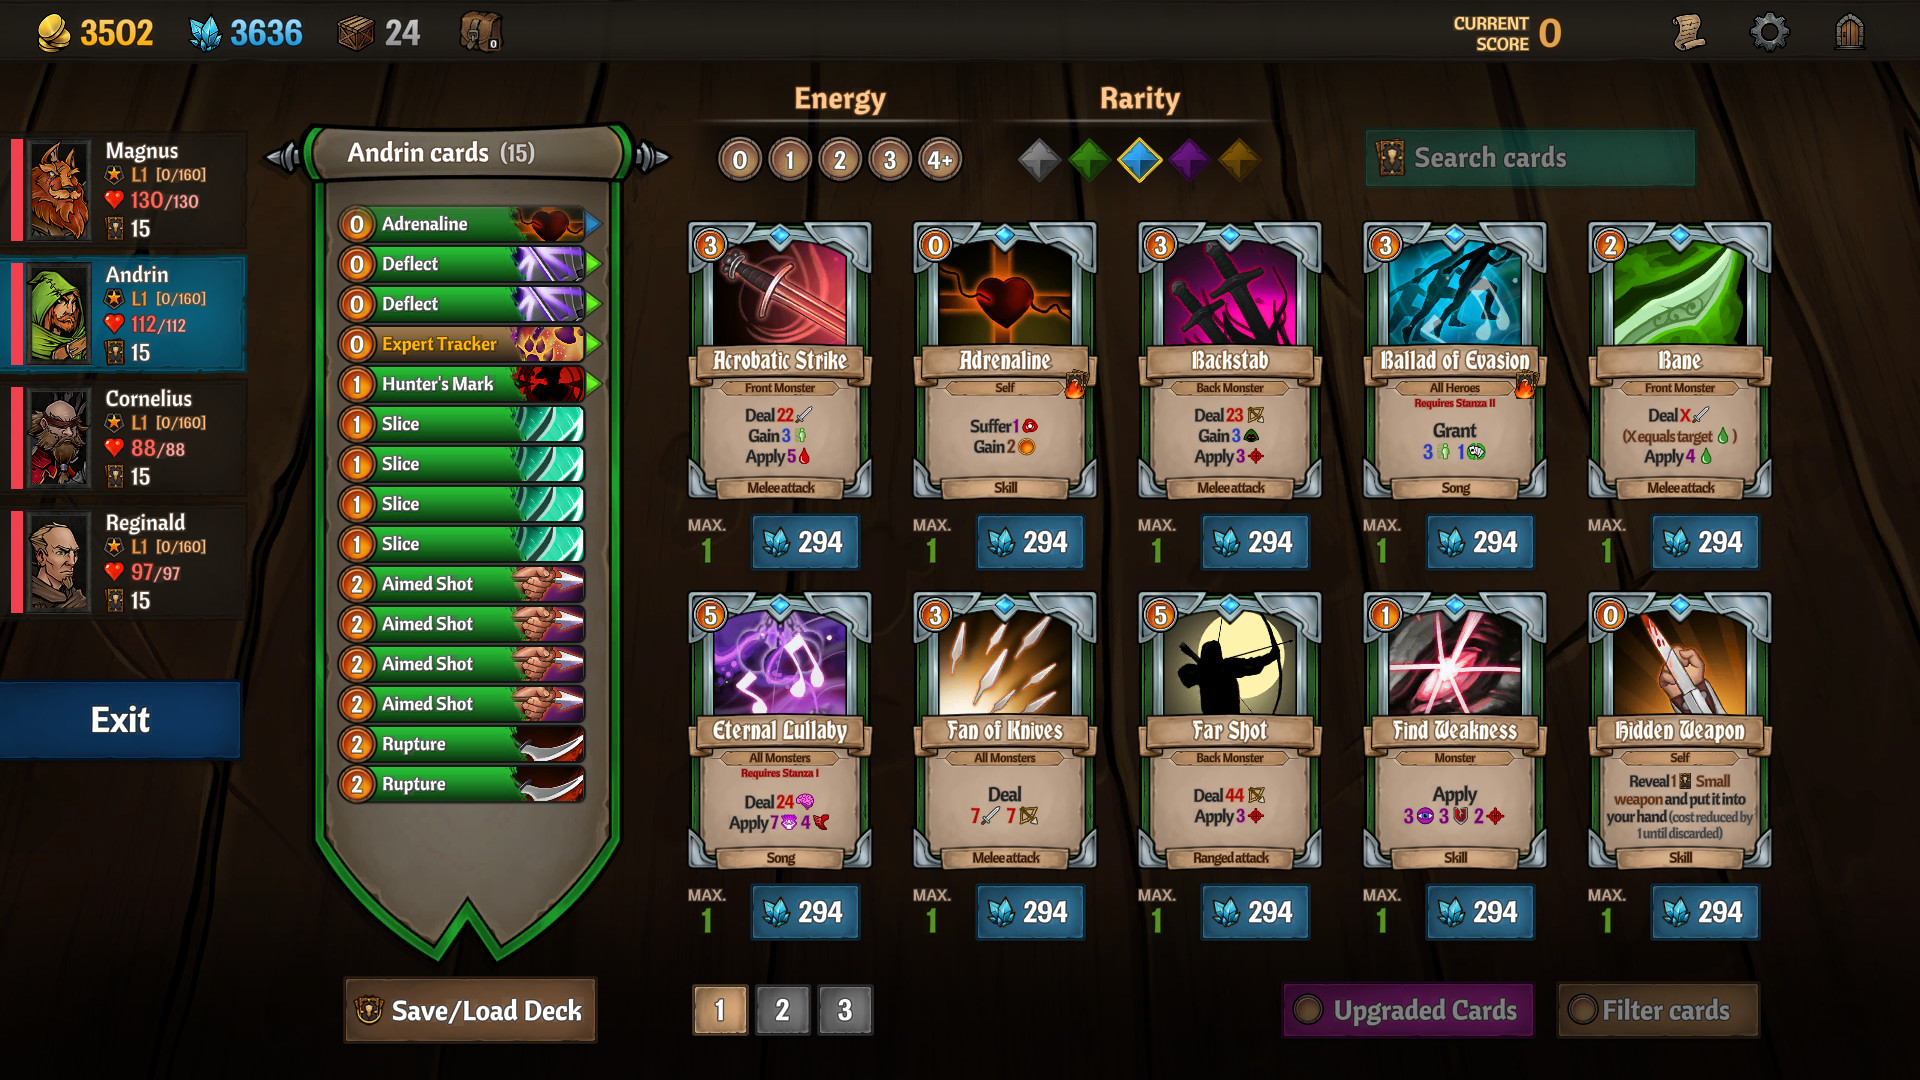 3502
3636
24
0
CURRENT SCORE 0
Magnus
L1 [0/160]
130/130
15
Andrin
L1 [0/160]
112/112
15
Cornelius
L1 [0/160]
88/88
15
Reginald
L1 [0/160]
97/97
15
Exit
Andrin cards (15)
0 Adrenaline
0 Deflect
0 Deflect
0 Expert Tracker
1 Hunter's Mark
1 Slice
1 Slice
1 Slice
1 Slice
2 Aimed Shot
2 Aimed Shot
2 Aimed Shot
2 Aimed Shot
2 Rupture
2 Rupture
Save/Load Deck
Energy
0 1 2 3 4+
Rarity
Search cards
3
Acrobatic Strike
Front Monster
Deal 22
Gain 3
Apply 5
Melee attack
MAX. 1
294
0
Adrenaline
Self
Suffer 1
Gain 2
Skill
MAX. 1
294
3
Backstab
Back Monster
Deal 23
Gain 3
Apply 3
Melee attack
MAX. 1
294
3
Ballad of Evasion
All Heroes
Requires Stanza II
Grant
3 1
Song
MAX. 1
294
2
Bane
Front Monster
Deal X
(X equals target )
Apply 4
Melee attack
MAX. 1
294
5
Eternal Lullaby
All Monsters
Requires Stanza I
Deal 24
Apply 7 4
Song
MAX. 1
294
3
Fan of Knives
All Monsters
Deal
7 7
Melee attack
MAX. 1
294
5
Far Shot
Back Monster
Deal 44
Apply 3
Ranged attack
MAX. 1
294
1
Find Weakness
Monster
Apply
3 3 2
Skill
MAX. 1
294
0
Hidden Weapon
Self
Reveal 1 Small
weapon and put it into
your hand (cost reduced by
1 until discarded)
Skill
MAX. 1
294
1 2 3
Upgraded Cards
Filter cards